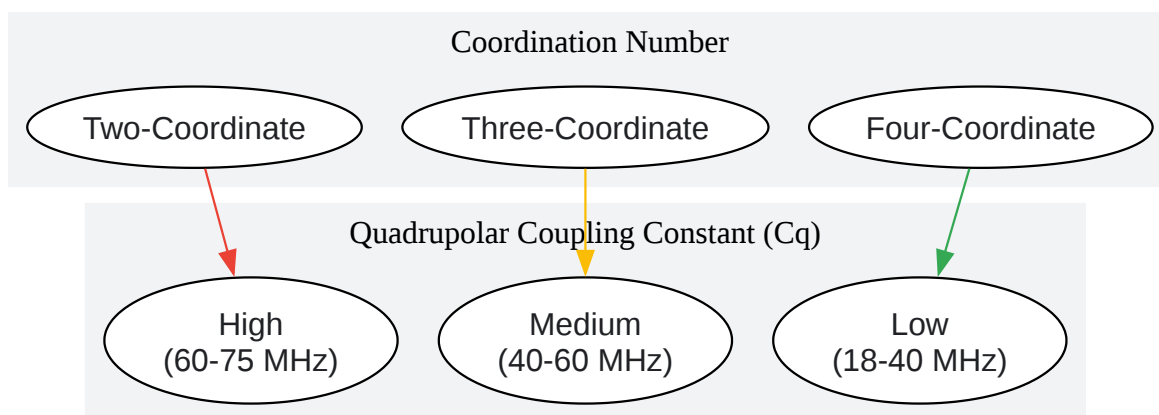 Coordination Number
Two-Coordinate
Three-Coordinate
Four-Coordinate
Quadrupolar Coupling Constant (Cq)
High
(60-75 MHz)
Medium
(40-60 MHz)
Low
(18-40 MHz)